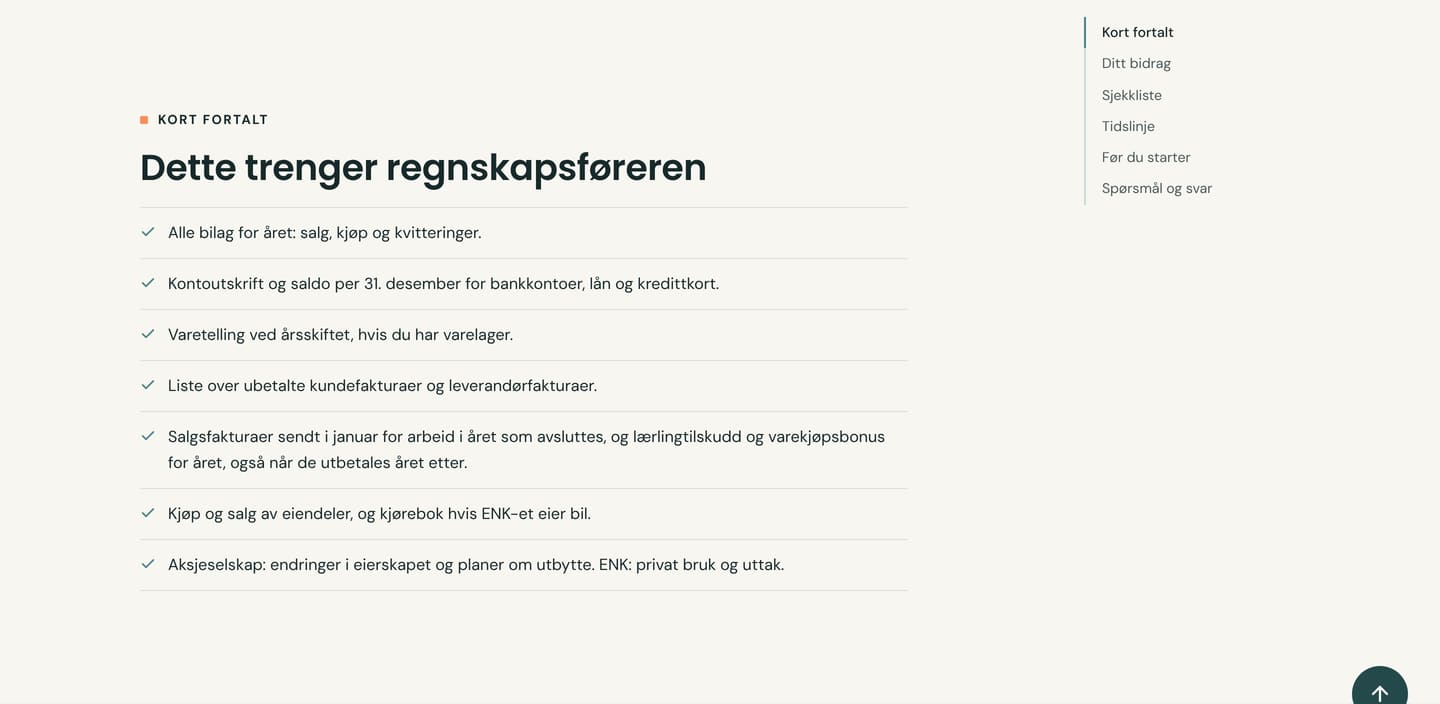 KORT FORTALT
Dette trenger regnskapsføreren
Alle bilag for året: salg, kjøp og kvitteringer.
Kontoutskrift og saldo per 31. desember for bankkontoer, lån og kredittkort.
Varetelling ved årsskiftet, hvis du har varelager.
Liste over ubetalte kundefakturaer og leverandørfakturaer.
Salgsfakturaer sendt i januar for arbeid i året som avsluttes, og lærlingtilskudd og varekjøpsbonus
for året, også når de utbetales året etter.
Kjøp og salg av eiendeler, og kjørebok hvis ENK-et eier bil.
Aksjeselskap: endringer i eierskapet og planer om utbytte. ENK: privat bruk og uttak.
Kort fortalt
Ditt bidrag
Sjekkliste
Tidslinje
Før du starter
Spørsmål og svar